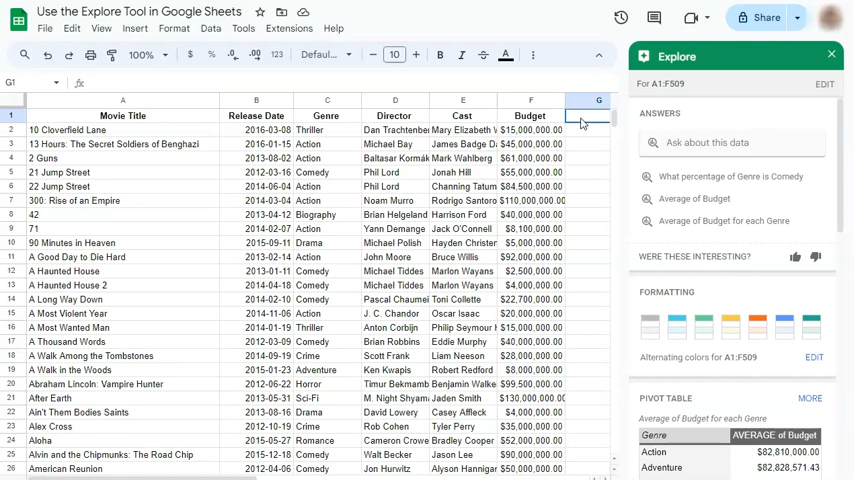 Use the Explore Tool in Google Sheets
File Edit View Insert Format Data Tools Extensions Help
Share
100% $ % .0 .00 123 Defaul... 10 B I S A
G1 fx
Explore
For A1:F509 EDIT
A B C D E F G
1 Movie Title Release Date Genre Director Cast Budget
2 10 Cloverfield Lane 2016-03-08 Thriller Dan Trachtenber Mary Elizabeth W $15,000,000.00
3 13 Hours: The Secret Soldiers of Benghazi 2016-01-15 Action Michael Bay James Badge Da $45,000,000.00
4 2 Guns 2013-08-02 Action Baltasar Kormák Mark Wahlberg $61,000,000.00
5 21 Jump Street 2012-03-16 Comedy Phil Lord Jonah Hill $55,000,000.00
6 22 Jump Street 2014-06-04 Comedy Phil Lord Channing Tatum $84,500,000.00
7 300: Rise of an Empire 2014-03-04 Action Noam Murro Rodrigo Santoro $110,000,000.00
8 42 2013-04-12 Biography Brian Helgeland Harrison Ford $40,000,000.00
9 71 2014-02-07 Action Yann Demange Jack O'Connell $8,100,000.00
10 90 Minutes in Heaven 2015-09-11 Drama Michael Polish Hayden Christen $5,000,000.00
11 A Good Day to Die Hard 2013-02-14 Action John Moore Bruce Willis $92,000,000.00
12 A Haunted House 2013-01-11 Comedy Michael Tiddes Marlon Wayans $2,500,000.00
13 A Haunted House 2 2014-04-18 Comedy Michael Tiddes Marlon Wayans $4,000,000.00
14 A Long Way Down 2014-02-10 Comedy Pascal Chaumei Toni Collette $22,700,000.00
15 A Most Violent Year 2014-11-06 Action J. C. Chandor Oscar Isaac $20,000,000.00
16 A Most Wanted Man 2014-01-19 Thriller Anton Corbijn Philip Seymour H $15,000,000.00
17 A Thousand Words 2012-03-09 Comedy Brian Robbins Eddie Murphy $40,000,000.00
18 A Walk Among the Tombstones 2014-09-19 Crime Scott Frank Liam Neeson $28,000,000.00
19 A Walk in the Woods 2015-01-23 Adventure Ken Kwapis Robert Redford $8,000,000.00
20 Abraham Lincoln: Vampire Hunter 2012-06-22 Horror Timur Bekmamb Benjamin Walke $99,500,000.00
21 After Earth 2013-05-31 Sci-Fi M. Night Shyama Jaden Smith $130,000,000.00
22 Ain't Them Bodies Saints 2013-08-16 Drama David Lowery Casey Affleck $4,000,000.00
23 Alex Cross 2012-10-19 Crime Rob Cohen Tyler Perry $35,000,000.00
24 Aloha 2015-05-27 Romance Cameron Crowe Bradley Cooper $52,000,000.00
25 Alvin and the Chipmunks: The Road Chip 2015-12-18 Comedy Walt Becker Jason Lee $90,000,000.00
26 American Reunion 2012-04-06 Comedy Jon Hurwitz Alyson Hannigar $50,000,000.00
ANSWERS
Ask about this data
What percentage of Genre is Comedy
Average of Budget
Average of Budget for each Genre
WERE THESE INTERESTING?
FORMATTING
Alternating colors for A1:F509 EDIT
PIVOT TABLE MORE
Average of Budget for each Genre
Genre AVERAGE of Budget
Action $82,810,000.00
Adventure $82,828,571.43